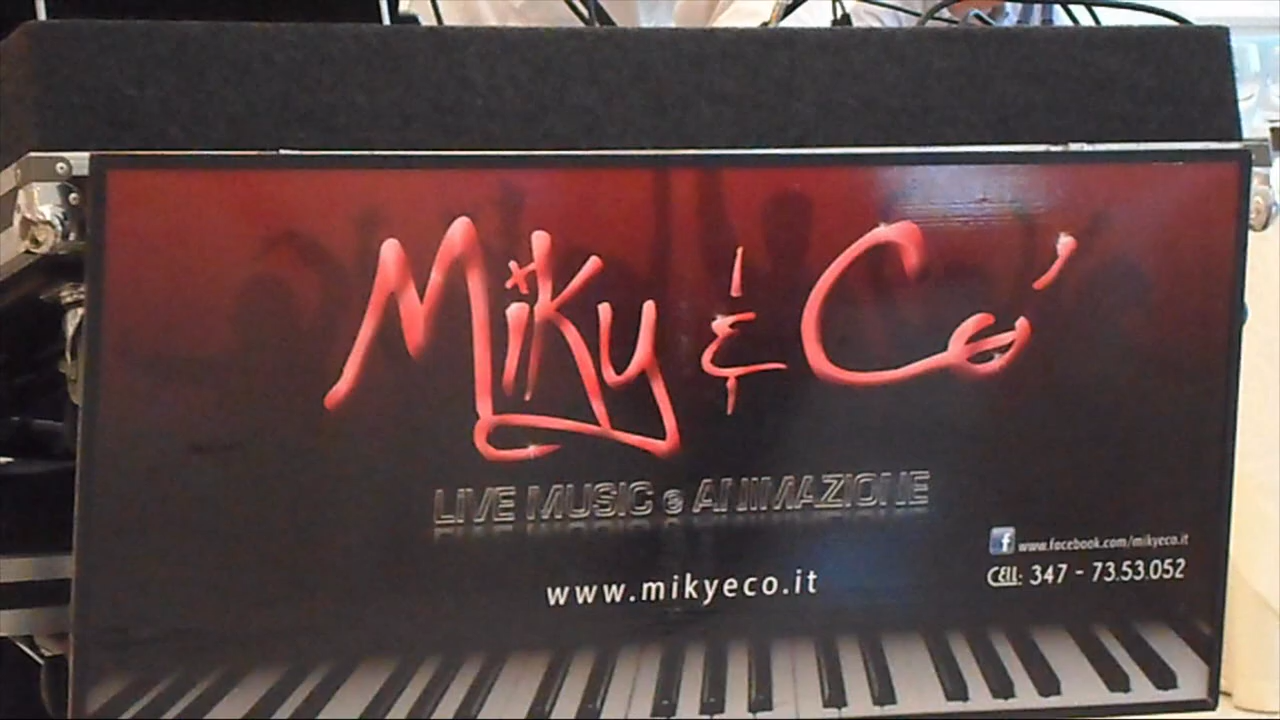 Miky & Co'
LIVE MUSIC e ANIMAZIONE
www.facebook.com/mikyeco.it
CELL: 347 - 73.53.052
www.mikyeco.it